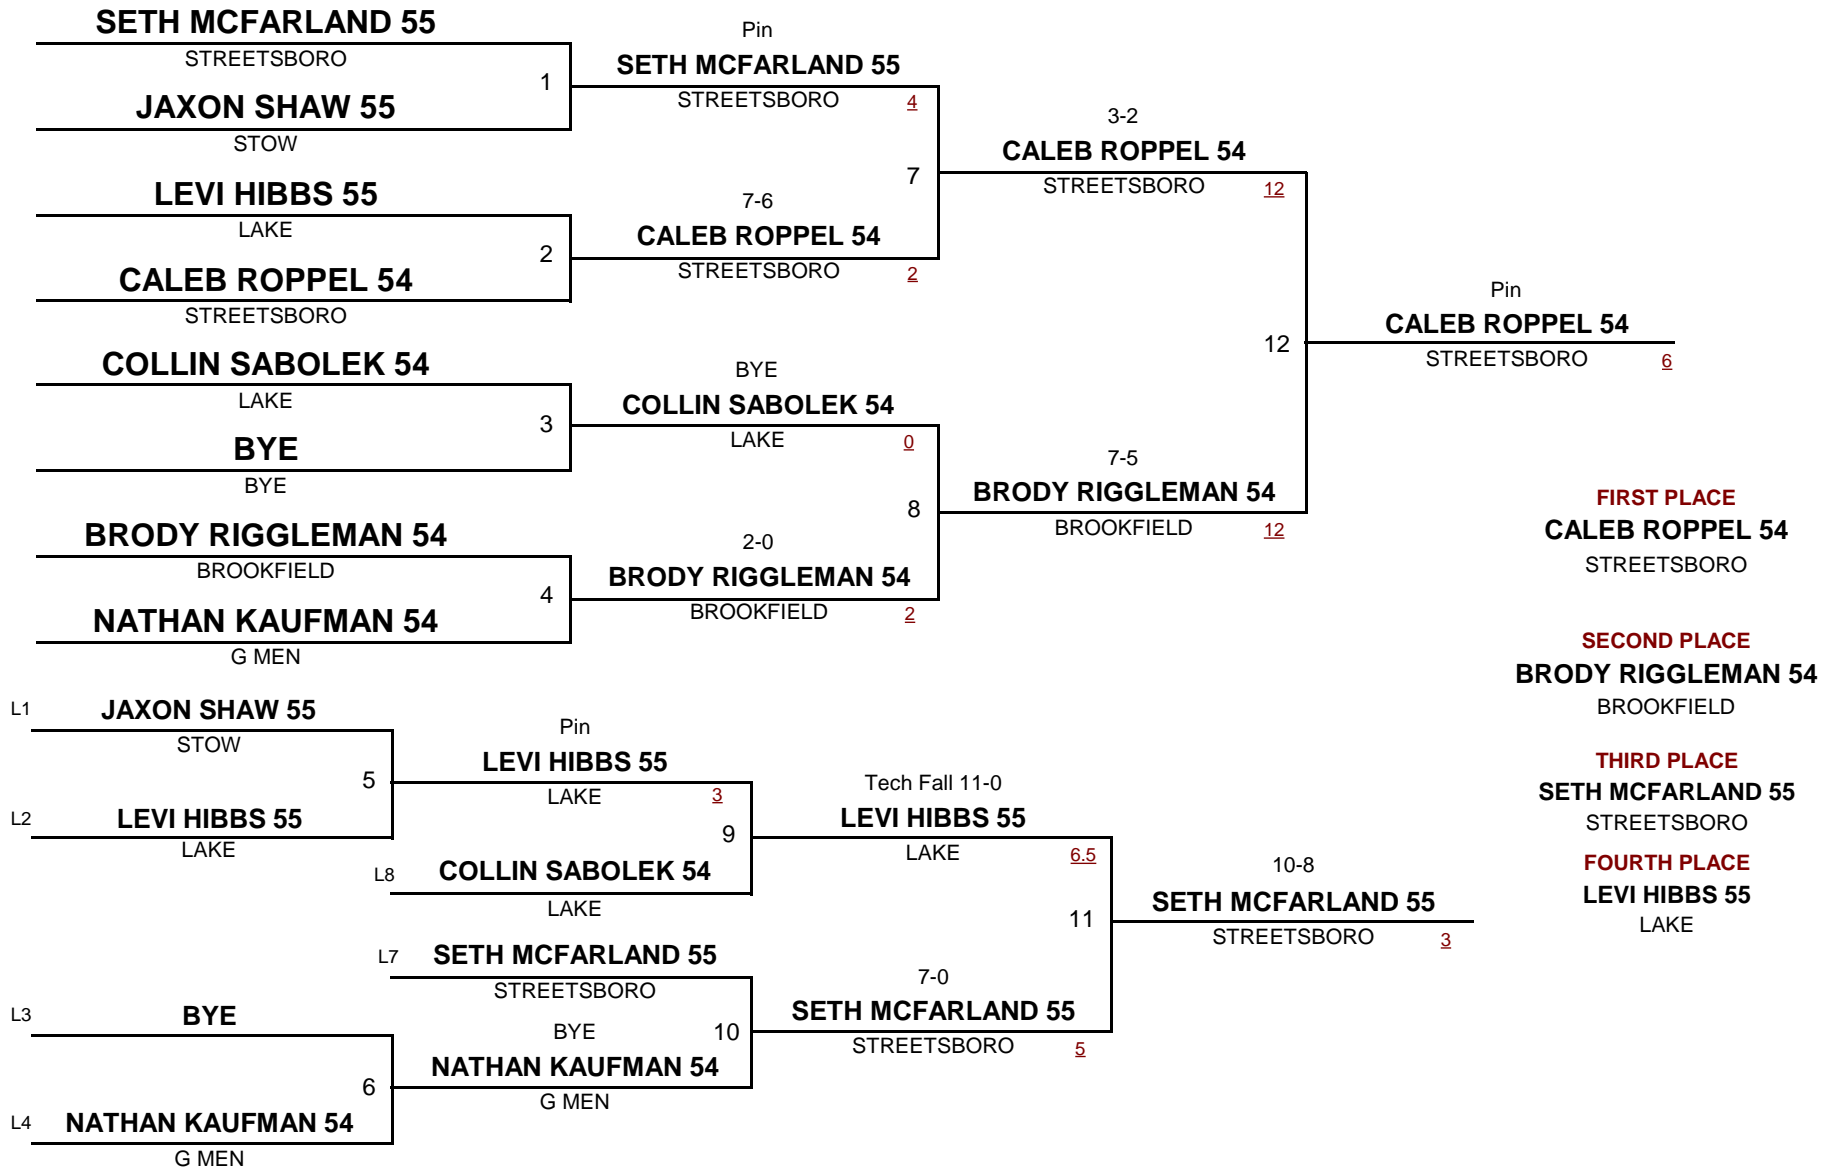 SETH MCFARLAND 55
STREETSBORO
1
JAXON SHAW 55
STOW
LEVI HIBBS 55
LAKE
2
CALEB ROPPEL 54
STREETSBORO
COLLIN SABOLEK 54
LAKE
3
BYE
BYE
BRODY RIGGLEMAN 54
BROOKFIELD
4
NATHAN KAUFMAN 54
G MEN
Pin
SETH MCFARLAND 55
STREETSBORO 4
7
7-6
CALEB ROPPEL 54
STREETSBORO 2
BYE
COLLIN SABOLEK 54
LAKE 0
8
2-0
BRODY RIGGLEMAN 54
BROOKFIELD 2
3-2
CALEB ROPPEL 54
STREETSBORO 12
12
7-5
BRODY RIGGLEMAN 54
BROOKFIELD 12
Pin
CALEB ROPPEL 54
STREETSBORO 6
FIRST PLACE
CALEB ROPPEL 54
STREETSBORO
SECOND PLACE
BRODY RIGGLEMAN 54
BROOKFIELD
THIRD PLACE
SETH MCFARLAND 55
STREETSBORO
FOURTH PLACE
LEVI HIBBS 55
LAKE
L1 JAXON SHAW 55
STOW
5
L2 LEVI HIBBS 55
LAKE
L3 BYE
6
L4 NATHAN KAUFMAN 54
G MEN
Pin
LEVI HIBBS 55
LAKE 3
9
L8 COLLIN SABOLEK 54
LAKE
L7 SETH MCFARLAND 55
STREETSBORO
BYE 10
NATHAN KAUFMAN 54
G MEN
Tech Fall 11-0
LEVI HIBBS 55
LAKE 6.5
11
7-0
SETH MCFARLAND 55
STREETSBORO 5
10-8
SETH MCFARLAND 55
STREETSBORO 3